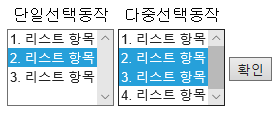 단일선택동작
1. 리스트 항목
2. 리스트 항목
3. 리스트 항목
다중선택동작
1. 리스트 항목
2. 리스트 항목
3. 리스트 항목
4. 리스트 항목
확인